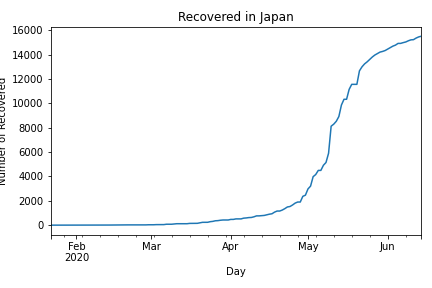 Recovered in Japan
Number of Recovered
16000
14000
12000
10000
8000
6000
4000
2000
0
Feb
2020
Mar
Apr
May
Jun
Day